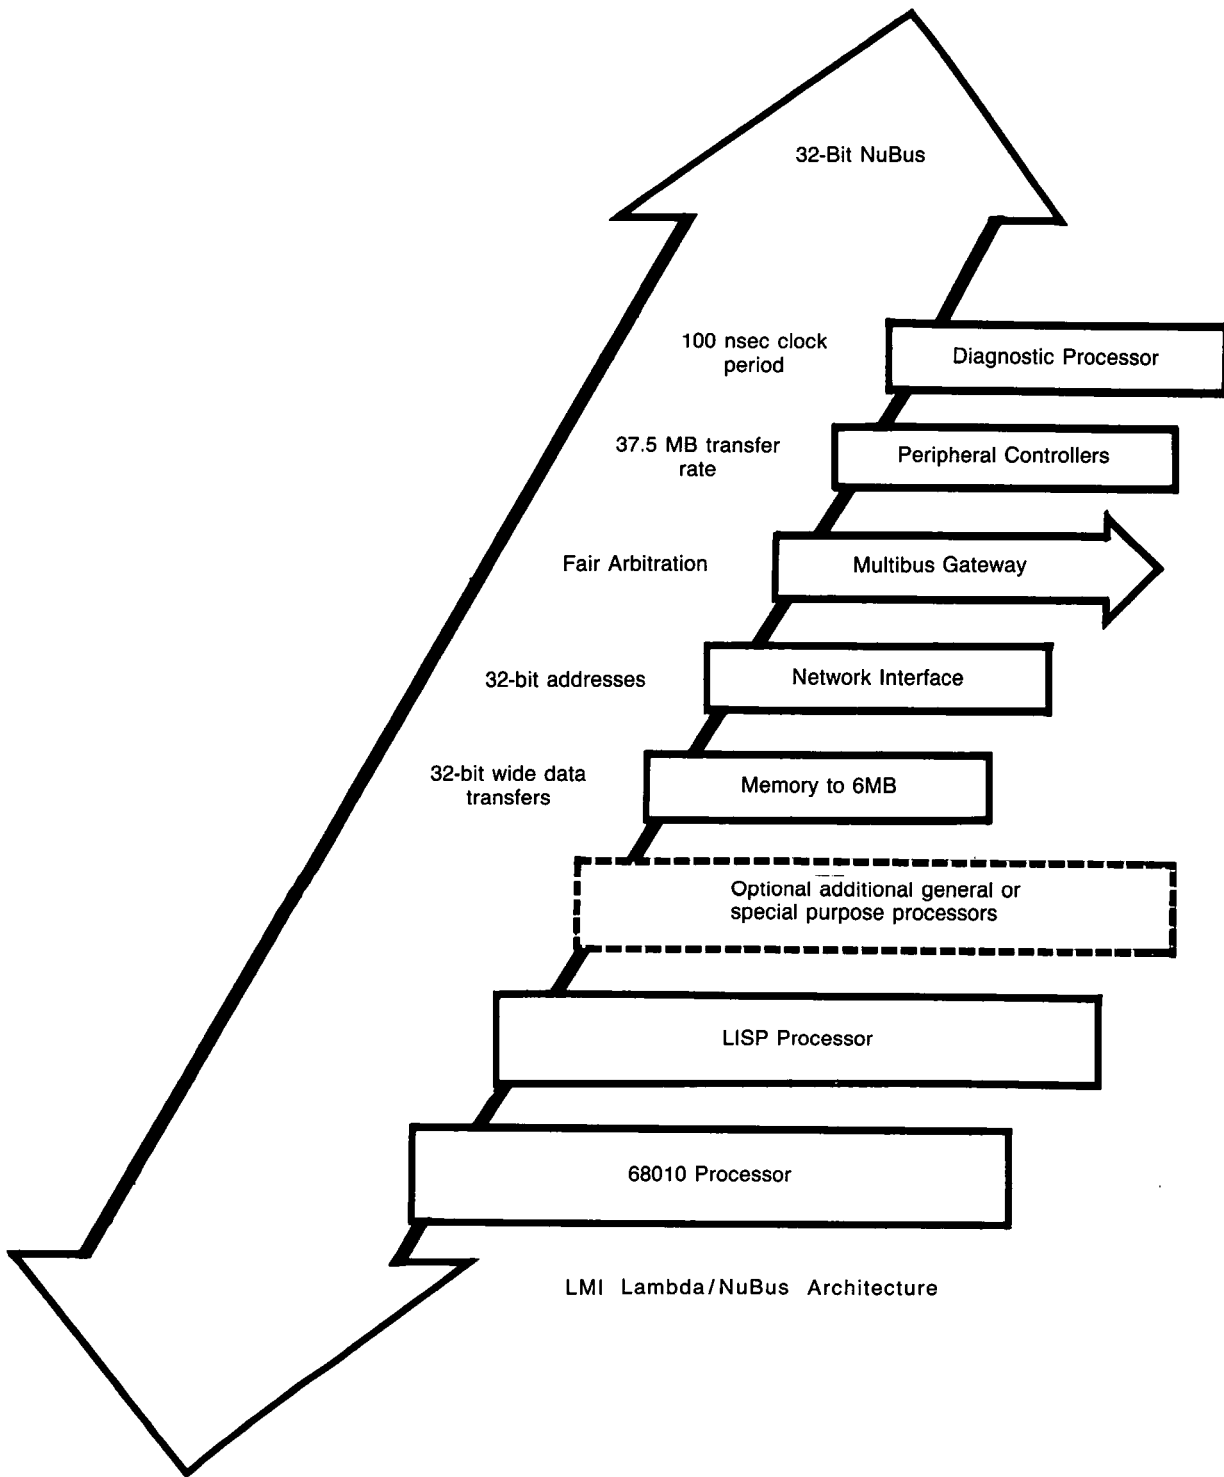 32-Bit NuBus
100 nsec clock
period
Diagnostic Processor
37.5 MB transfer
rate
Peripheral Controllers
Fair Arbitration
Multibus Gateway
32-bit addresses
Network Interface
32-bit wide data
transfers
Memory to 6MB
Optional additional general or
special purpose processors
LISP Processor
68010 Processor
LMI Lambda/NuBus Architecture